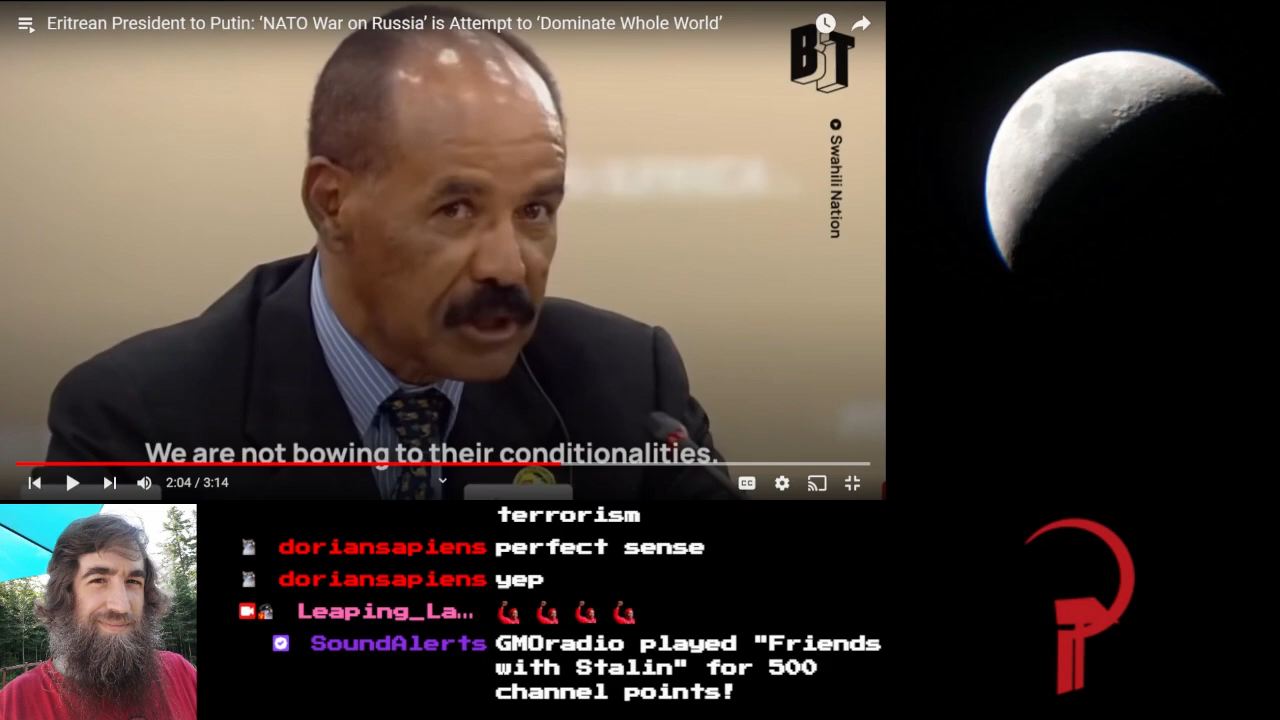 Eritrean President to Putin: ‘NATO War on Russia’ is Attempt to ‘Dominate Whole World’
BT
Swahili Nation
We are not bowing to their conditionalities.
2:04 / 3:14
CC
terrorism
doriansapiens perfect sense
doriansapiens yep
Leaping_La...
SoundAlerts GMOradio played "Friends
with Stalin" for 500
channel points!